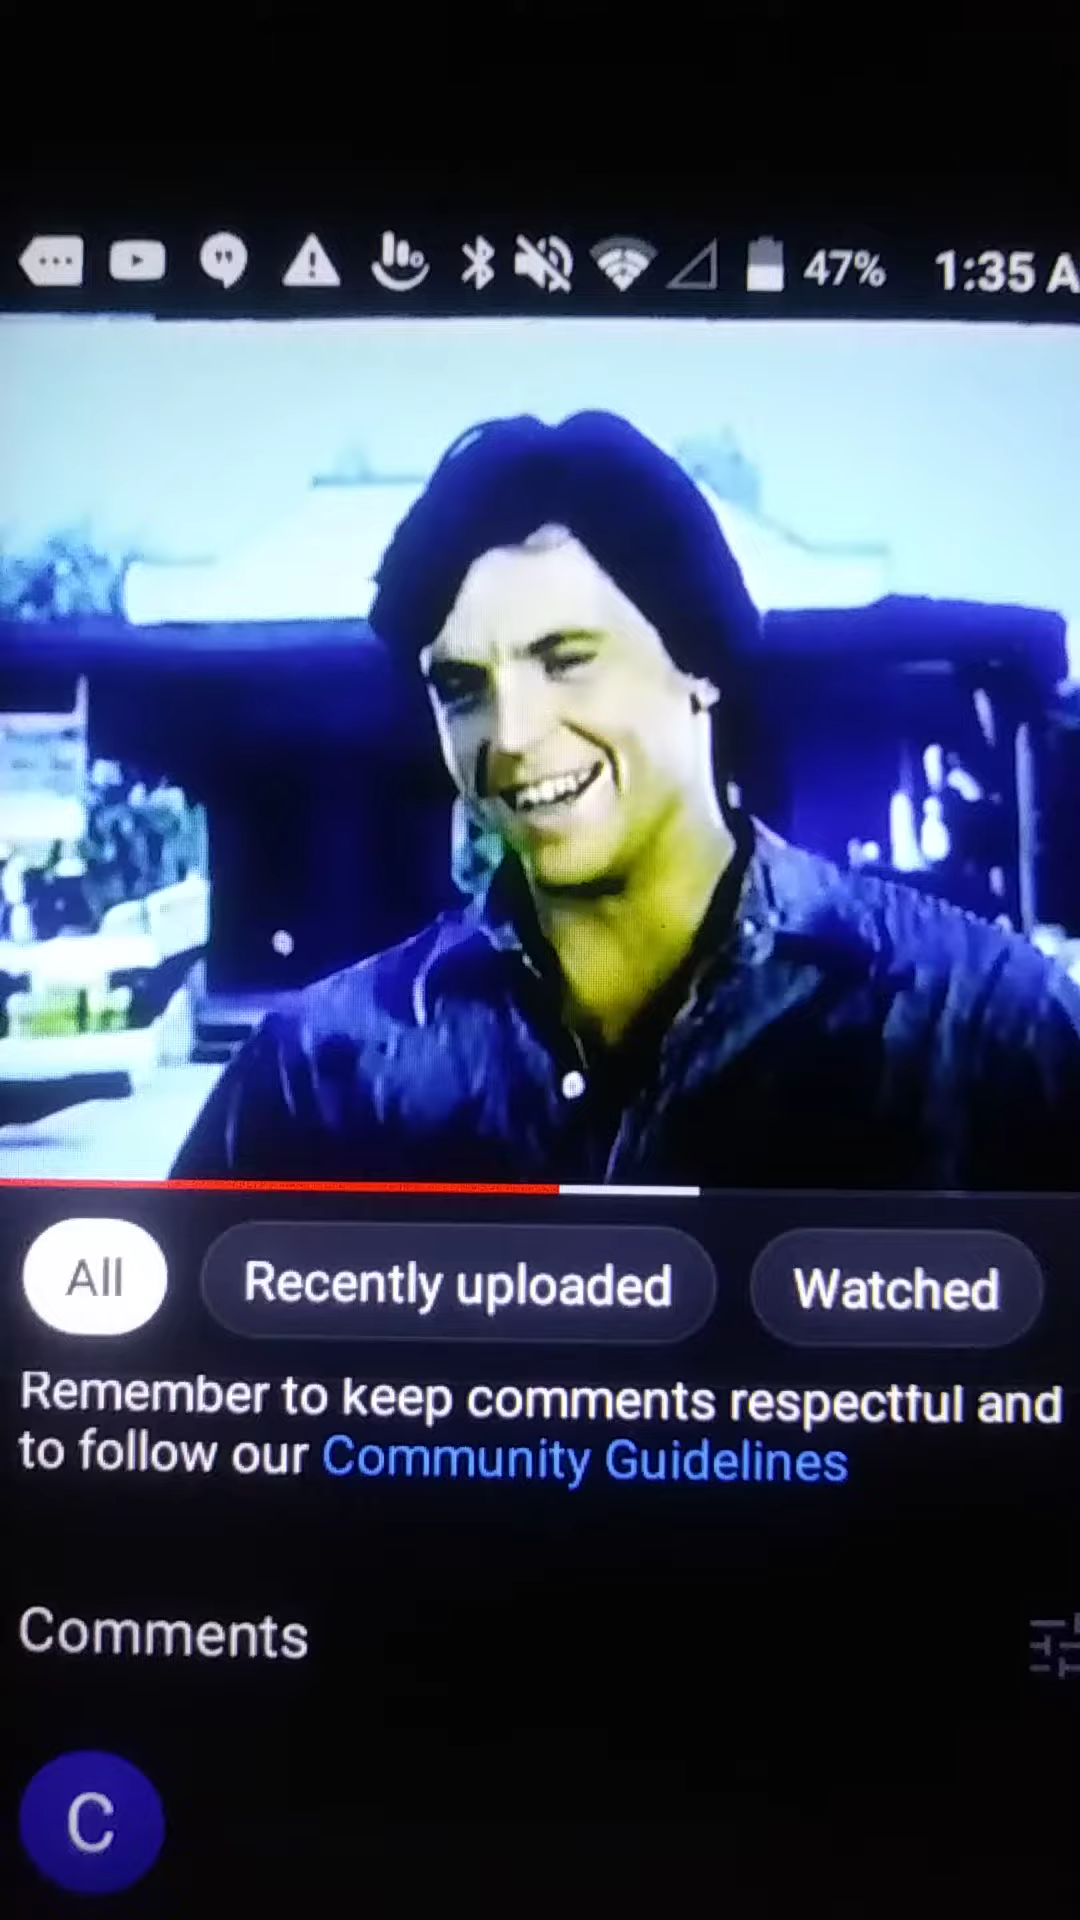 47% 1:35 A
All Recently uploaded Watched
Remember to keep comments respectful and
to follow our Community Guidelines
Comments
C